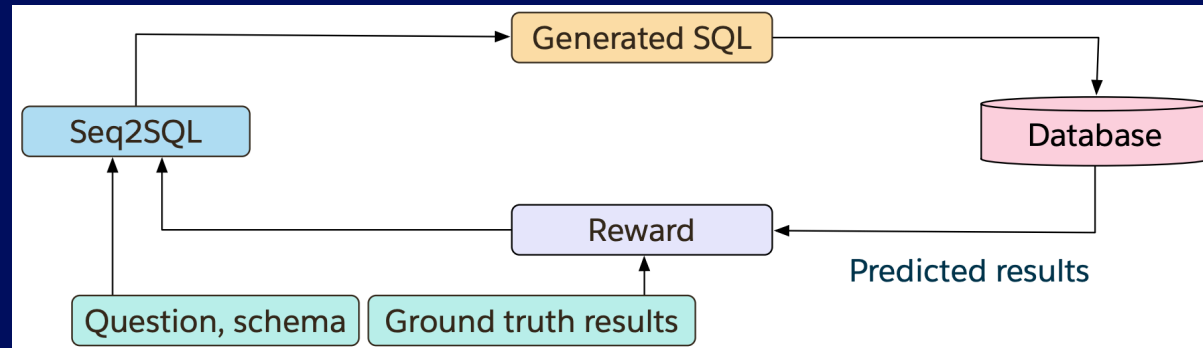 Generated SQL
Seq2SQL
Database
Reward
Predicted results
Question, schema
Ground truth results